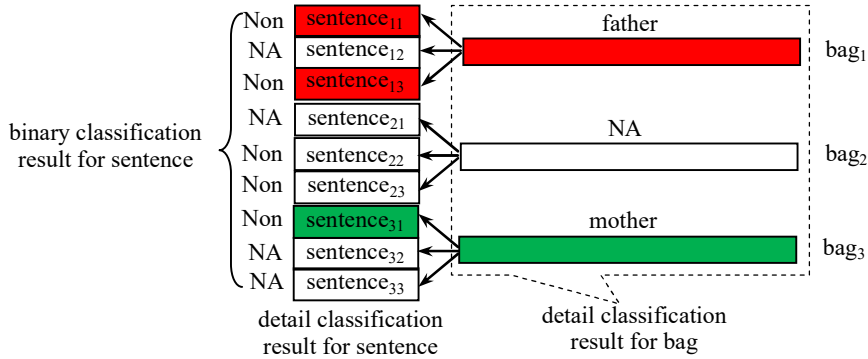 Non sentence₁₁ father
NA sentence₁₂ bag₁
Non sentence₁₃
NA sentence₂₁ NA
binary classification
result for sentence
Non sentence₂₂ bag₂
Non sentence₂₃
Non sentence₃₁ mother
NA sentence₃₂ bag₃
NA sentence₃₃
detail classification
result for sentence
detail classification
result for bag